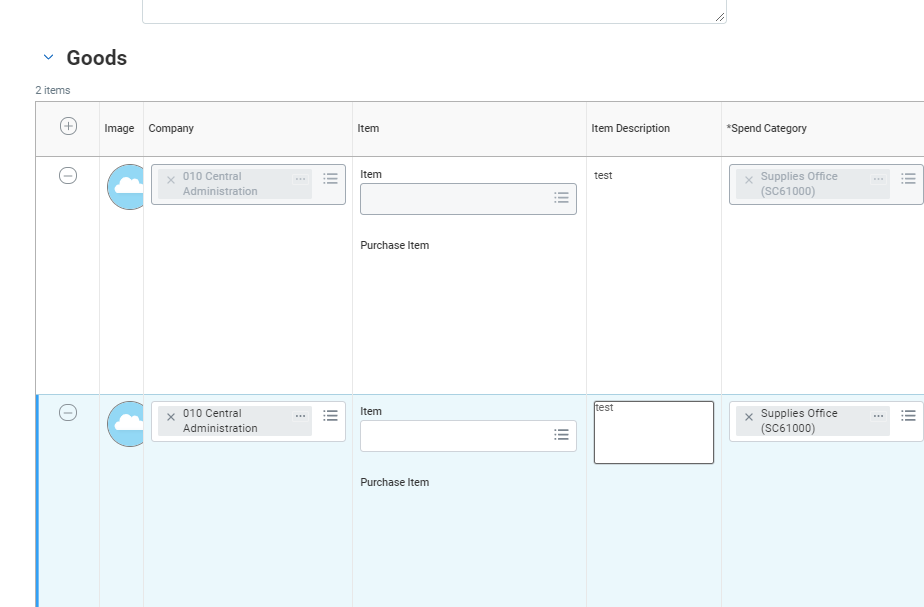 Goods
2 items
Image Company Item Item Description *Spend Category
010 Central
Administration
Item
Purchase Item
test
Supplies Office
(SC61000)
010 Central
Administration
Item
Purchase Item
test
Supplies Office
(SC61000)